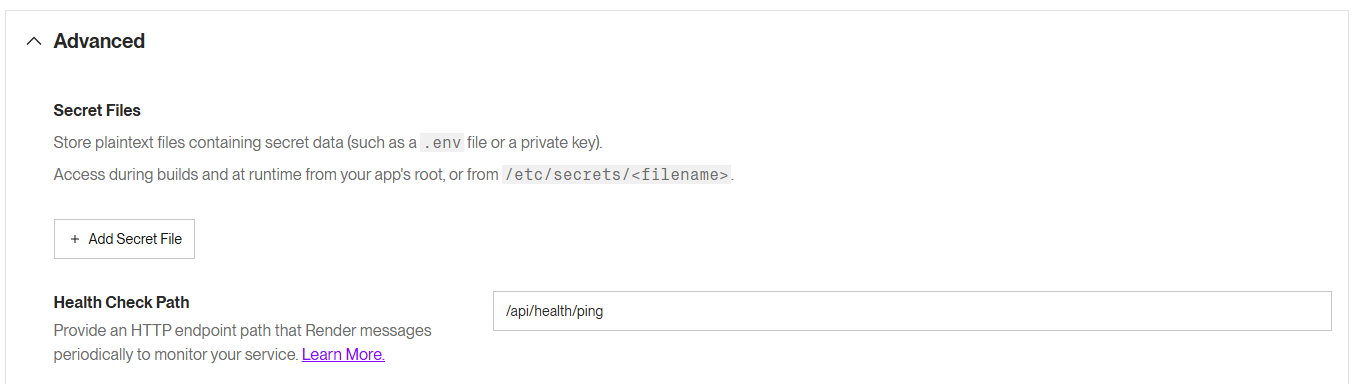 Advanced
Secret Files
Store plaintext files containing secret data (such as a .env file or a private key).
Access during builds and at runtime from your app's root, or from /etc/secrets/<filename>.
+ Add Secret File
Health Check Path
Provide an HTTP endpoint path that Render messages
periodically to monitor your service. Learn More.
/api/health/ping